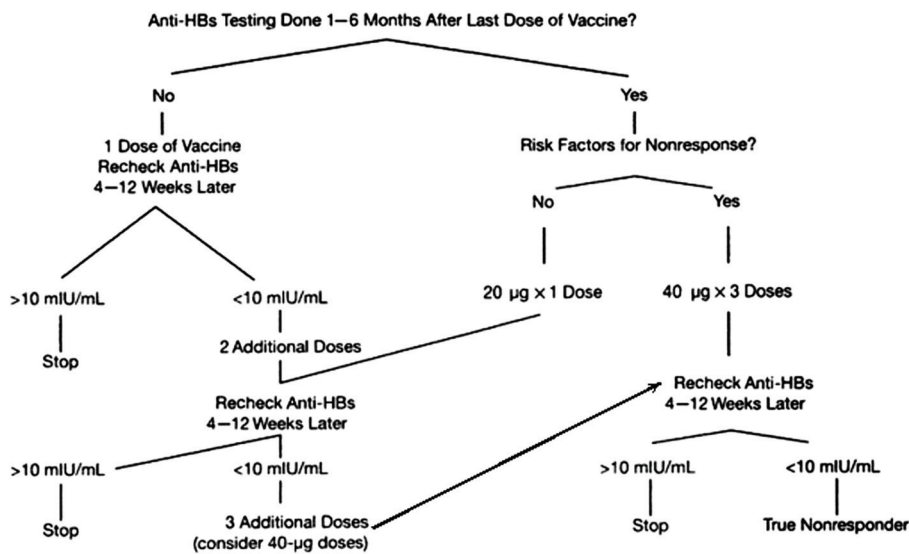 Anti-HBs Testing Done 1–6 Months After Last Dose of Vaccine?
No
Yes
1 Dose of Vaccine
Recheck Anti-HBs
4–12 Weeks Later
Risk Factors for Nonresponse?
No
Yes
>10 mIU/mL
<10 mIU/mL
20 µg × 1 Dose
40 µg × 3 Doses
Stop
2 Additional Doses
Recheck Anti-HBs
4–12 Weeks Later
Recheck Anti-HBs
4–12 Weeks Later
>10 mIU/mL
<10 mIU/mL
>10 mIU/mL
<10 mIU/mL
Stop
3 Additional Doses
(consider 40-µg doses)
Stop
True Nonresponder